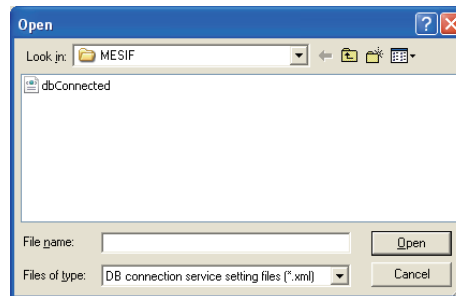 Open
Look in: MESIF
dbConnected
File name: Open
Files of type: DB connection service setting files (*.xml) Cancel